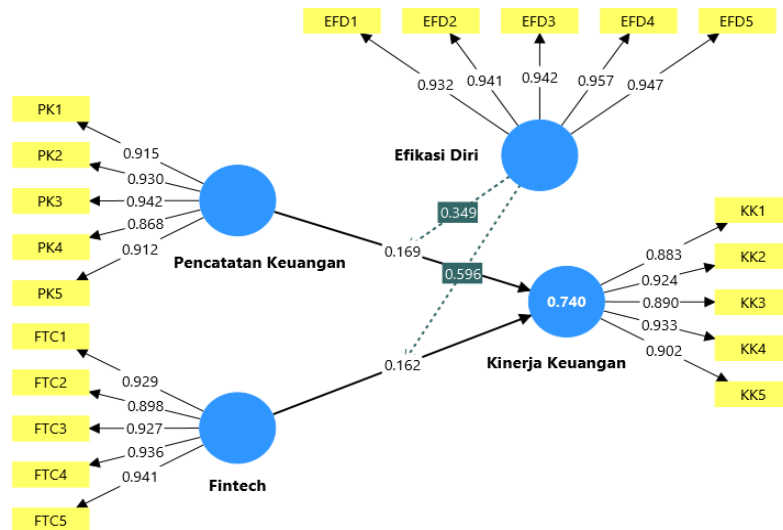 EFD1 EFD2 EFD3 EFD4 EFD5
0.932 0.941 0.942 0.957 0.947
Efikasi Diri
PK1
PK2
PK3
PK4
PK5
0.915
0.930
0.942
0.868
0.912
Pencatatan Keuangan
0.349
0.169
0.596
0.162
KK1
KK2
KK3
KK4
KK5
0.883
0.924
0.890
0.933
0.902
0.740
Kinerja Keuangan
FTC1
FTC2
FTC3
FTC4
FTC5
0.929
0.898
0.927
0.936
0.941
Fintech